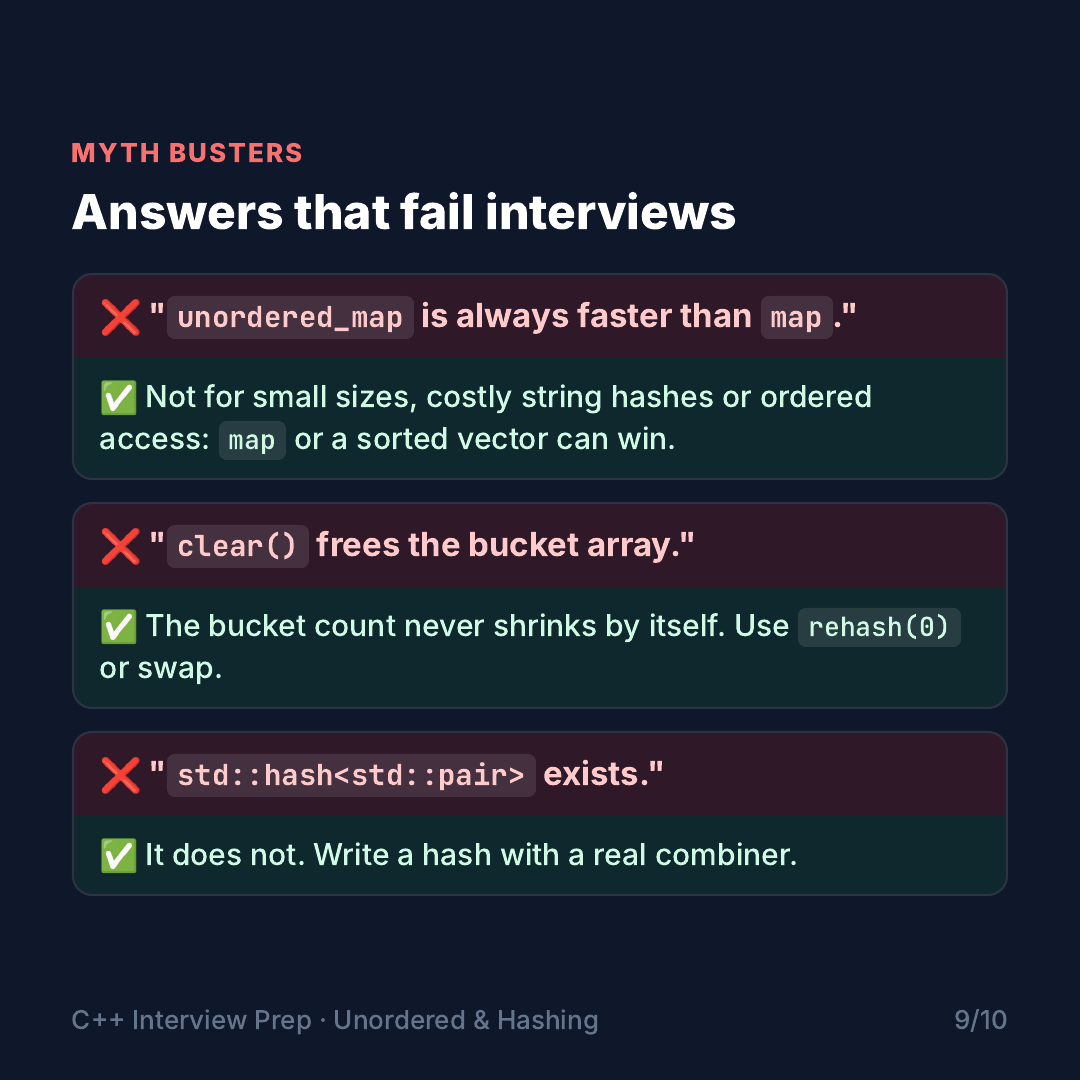 MYTH BUSTERS
Answers that fail interviews
❌ "unordered_map is always faster than map."
✅ Not for small sizes, costly string hashes or ordered
access: map or a sorted vector can win.
❌ "clear() frees the bucket array."
✅ The bucket count never shrinks by itself. Use rehash(0)
or swap.
❌ "std::hash<std::pair> exists."
✅ It does not. Write a hash with a real combiner.
C++ Interview Prep · Unordered & Hashing
9/10